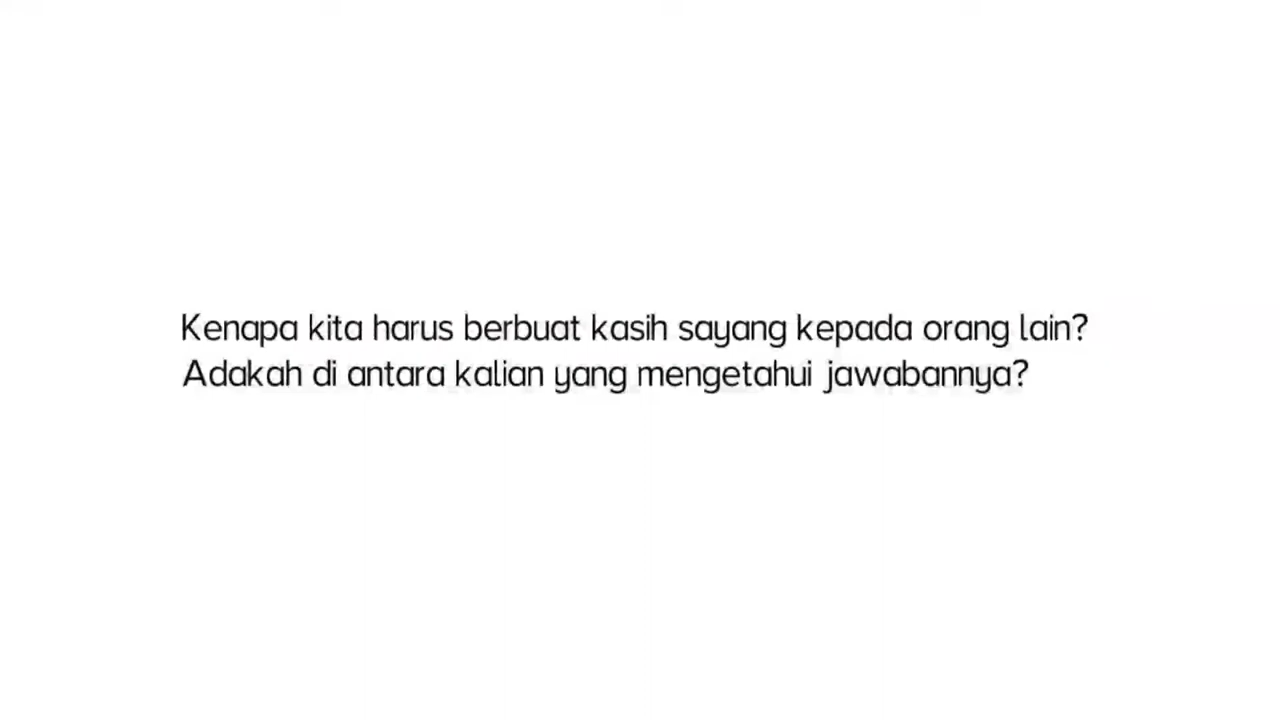 Kenapa kita harus berbuat kasih sayang kepada orang lain?
Adakah di antara kalian yang mengetahui jawabannya?